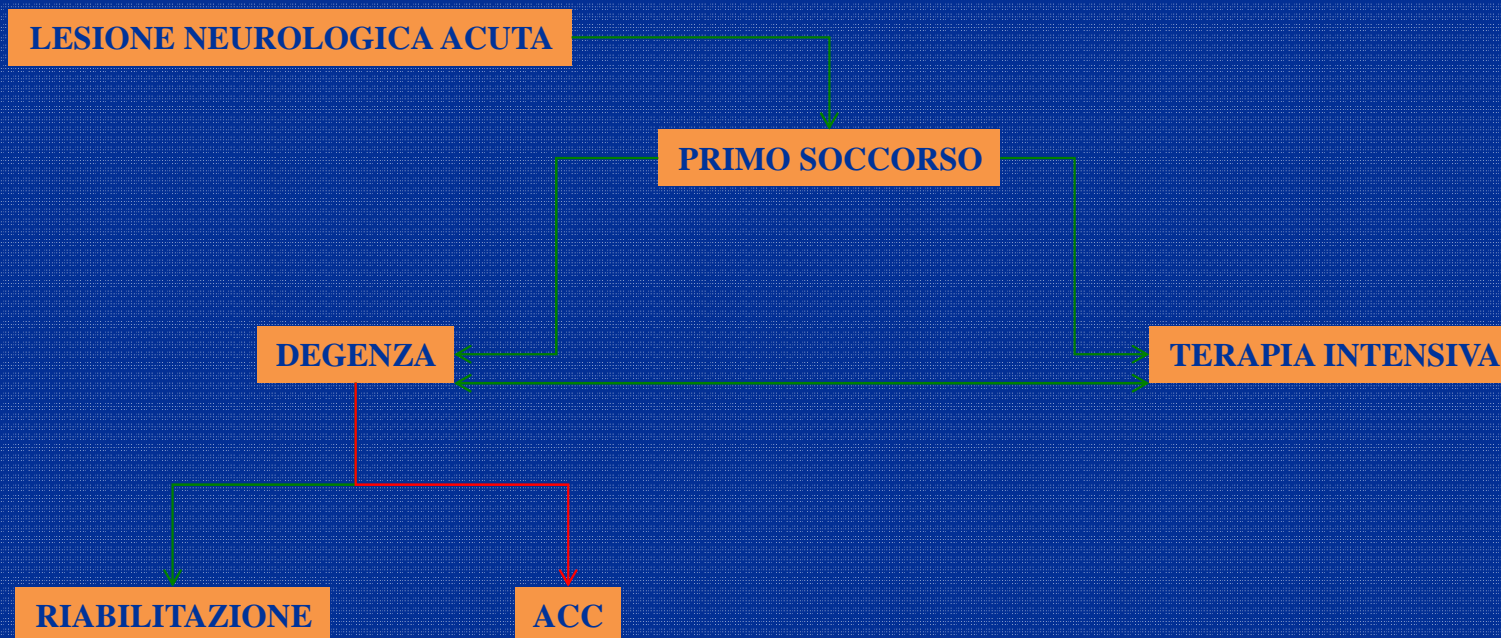 LESIONE NEUROLOGICA ACUTA
PRIMO SOCCORSO
DEGENZA
TERAPIA INTENSIVA
RIABILITAZIONE
ACC